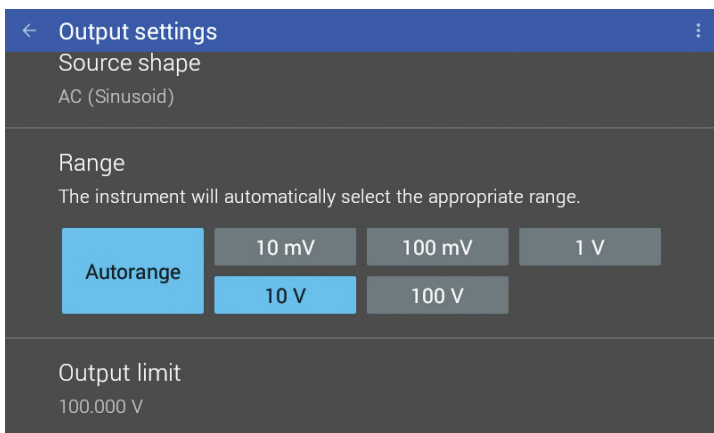 Output settings
Source shape
AC (Sinusoid)
Range
The instrument will automatically select the appropriate range.
Autorange
10 mV
100 mV
1 V
10 V
100 V
Output limit
100.000 V